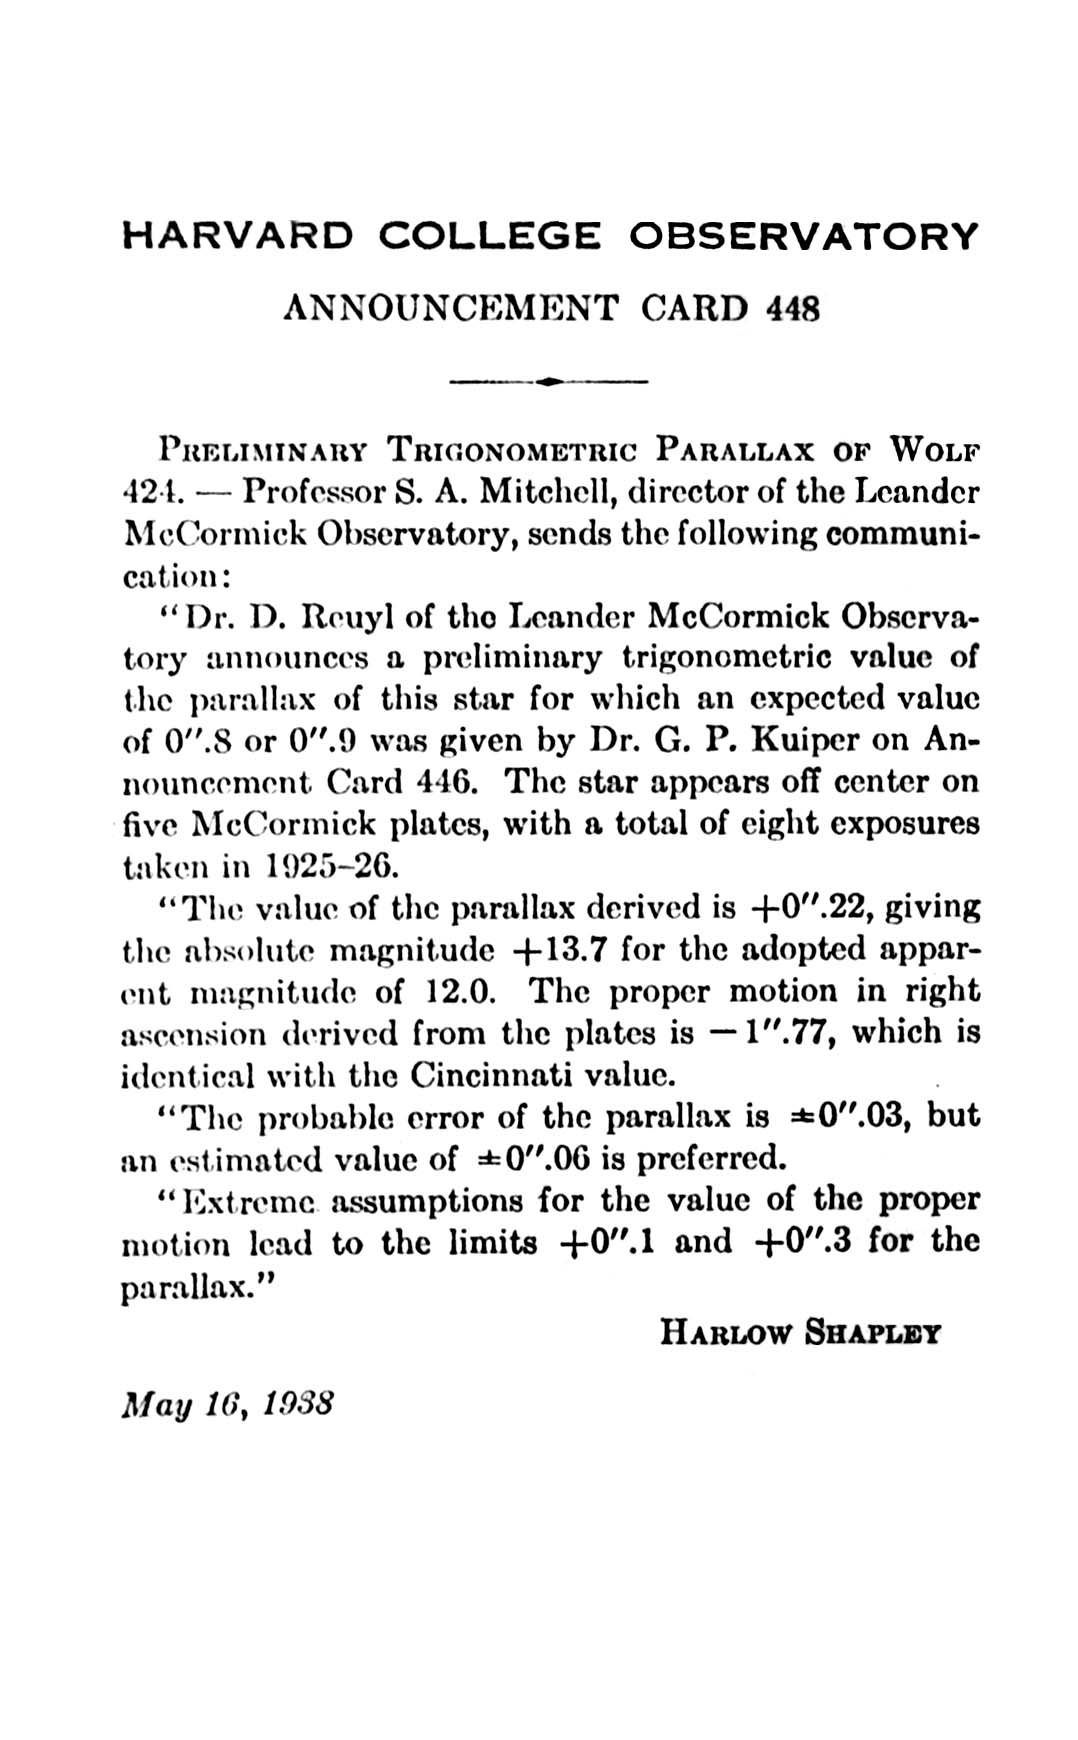 HARVARD COLLEGE OBSERVATORY
ANNOUNCEMENT CARD 448
PRELIMINARY TRIGONOMETRIC PARALLAX OF WOLF
424. — Professor S. A. Mitchell, director of the Leander
McCormick Observatory, sends the following communi-
cation:
"Dr. D. Reuyl of the Leander McCormick Observa-
tory announces a preliminary trigonometric value of
the parallax of this star for which an expected value
of 0″.8 or 0″.9 was given by Dr. G. P. Kuiper on An-
nouncement Card 446. The star appears off center on
five McCormick plates, with a total of eight exposures
taken in 1925–26.
"The value of the parallax derived is +0″.22, giving
the absolute magnitude +13.7 for the adopted appar-
ent magnitude of 12.0. The proper motion in right
ascension derived from the plates is −1″.77, which is
identical with the Cincinnati value.
"The probable error of the parallax is ±0″.03, but
an estimated value of ±0″.06 is preferred.
"Extreme assumptions for the value of the proper
motion lead to the limits +0″.1 and +0″.3 for the
parallax."
HARLOW SHAPLEY
May 16, 1938